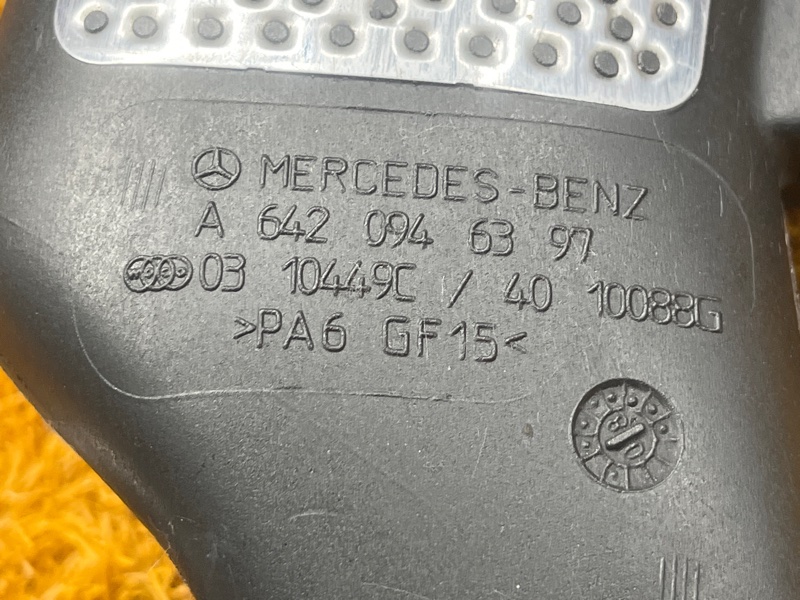 MERCEDES-BENZ
A 642 094 63 97
03 10449C / 40 10088G
>PA6 GF15<